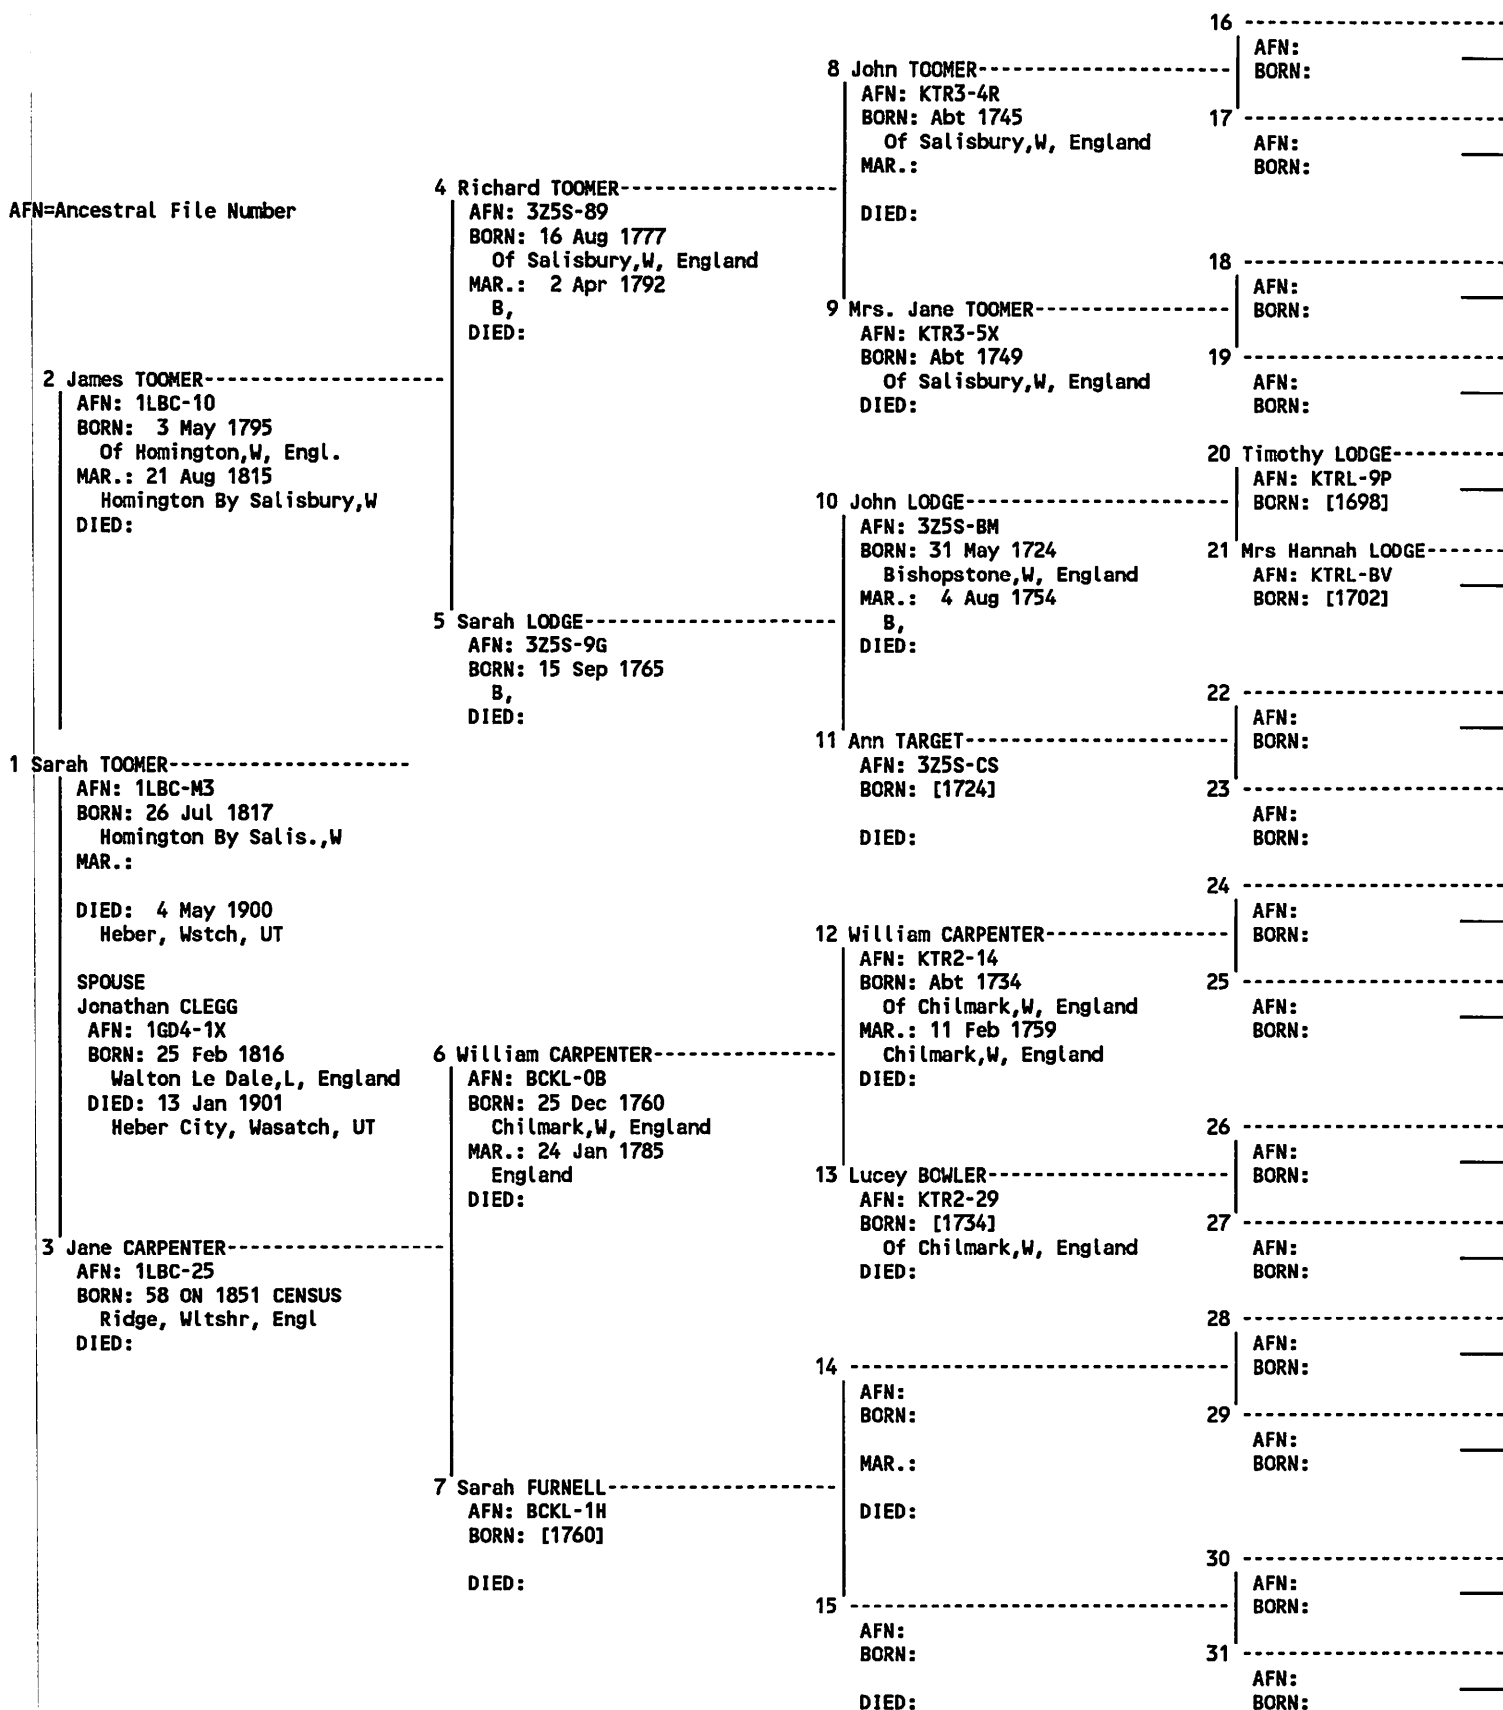 AFN=Ancestral File Number
1 Sarah TOOMER--------------------
AFN: 1LBC-M3
BORN: 26 Jul 1817
Homington By Salis.,W
MAR.:
DIED:  4 May 1900
Heber, Wstch, UT
SPOUSE
Jonathan CLEGG
AFN: 1GD4-1X
BORN: 25 Feb 1816
Walton Le Dale,L, England
DIED: 13 Jan 1901
Heber City, Wasatch, UT
2 James TOOMER--------------------
AFN: 1LBC-10
BORN:  3 May 1795
Of Homington,W, Engl.
MAR.: 21 Aug 1815
Homington By Salisbury,W
DIED:
3 Jane CARPENTER-------------------
AFN: 1LBC-25
BORN: 58 ON 1851 CENSUS
Ridge, Wltshr, Engl
DIED:
4 Richard TOOMER-------------------
AFN: 3Z5S-89
BORN: 16 Aug 1777
Of Salisbury,W, England
MAR.:  2 Apr 1792
B,
DIED:
5 Sarah LODGE----------------------
AFN: 3Z5S-9G
BORN: 15 Sep 1765
B,
DIED:
6 William CARPENTER----------------
AFN: BCKL-0B
BORN: 25 Dec 1760
Chilmark,W, England
MAR.: 24 Jan 1785
England
DIED:
7 Sarah FURNELL--------------------
AFN: BCKL-1H
BORN: [1760]
DIED:
8 John TOOMER----------------------
AFN: KTR3-4R
BORN: Abt 1745
Of Salisbury,W, England
MAR.:
DIED:
9 Mrs. Jane TOOMER-----------------
AFN: KTR3-5X
BORN: Abt 1749
Of Salisbury,W, England
DIED:
10 John LODGE-----------------------
AFN: 3Z5S-BM
BORN: 31 May 1724
Bishopstone,W, England
MAR.:  4 Aug 1754
B,
DIED:
11 Ann TARGET-----------------------
AFN: 3Z5S-CS
BORN: [1724]
DIED:
12 William CARPENTER----------------
AFN: KTR2-14
BORN: Abt 1734
Of Chilmark,W, England
MAR.: 11 Feb 1759
Chilmark,W, England
DIED:
13 Lucey BOWLER---------------------
AFN: KTR2-29
BORN: [1734]
Of Chilmark,W, England
DIED:
14 ----------------------------------
AFN:
BORN:
MAR.:
DIED:
15 ----------------------------------
AFN:
BORN:
DIED:
16 -----------------------
AFN:
BORN:
17 -----------------------
AFN:
BORN:
18 -----------------------
AFN:
BORN:
19 -----------------------
AFN:
BORN:
20 Timothy LODGE----------
AFN: KTRL-9P
BORN: [1698]
21 Mrs Hannah LODGE-------
AFN: KTRL-BV
BORN: [1702]
22 -----------------------
AFN:
BORN:
23 -----------------------
AFN:
BORN:
24 -----------------------
AFN:
BORN:
25 -----------------------
AFN:
BORN:
26 -----------------------
AFN:
BORN:
27 -----------------------
AFN:
BORN:
28 -----------------------
AFN:
BORN:
29 -----------------------
AFN:
BORN:
30 -----------------------
AFN:
BORN:
31 -----------------------
AFN:
BORN: